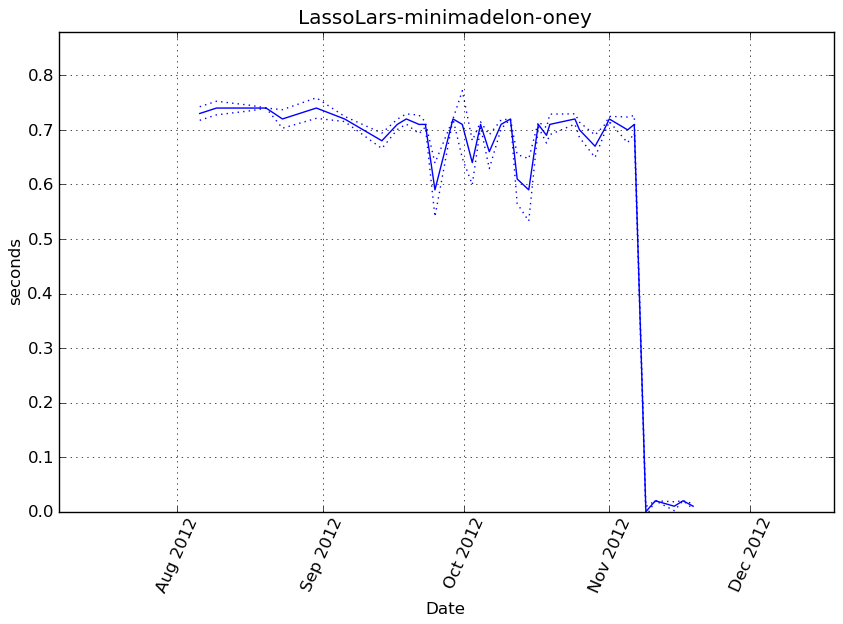 LassoLars-minimadelon-oney
0.8
0.7
0.6
0.5
0.4
0.3
0.2
0.1
0.0
seconds
Aug 2012
Sep 2012
Oct 2012
Nov 2012
Dec 2012
Date